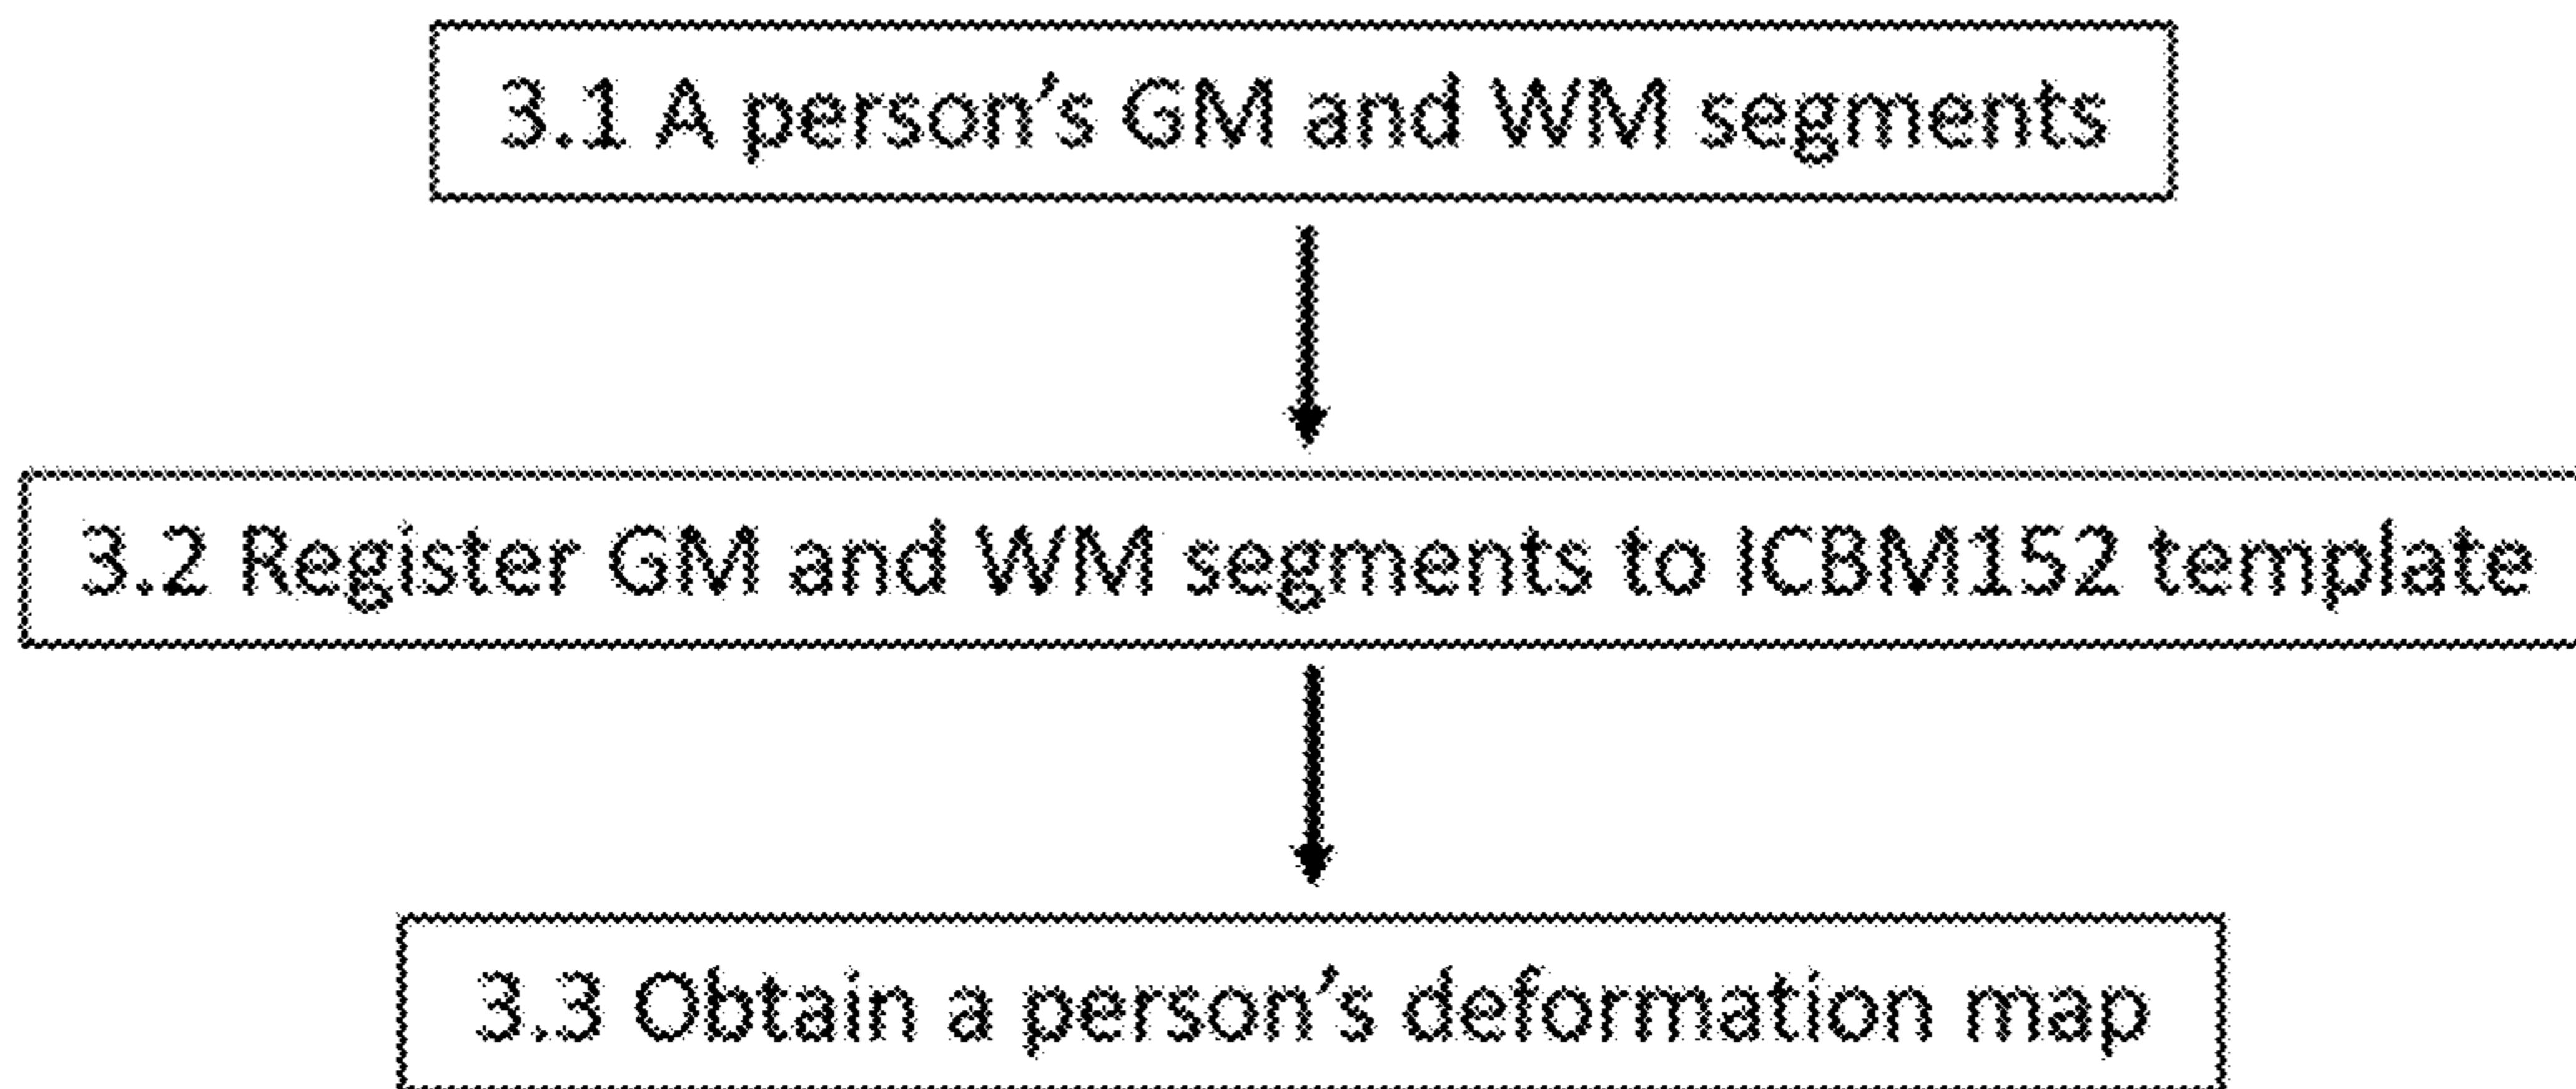 3.1 A person’s GM and WM segments
3.2 Register GM and WM segments to ICBM152 template
3.3 Obtain a person’s deformation map